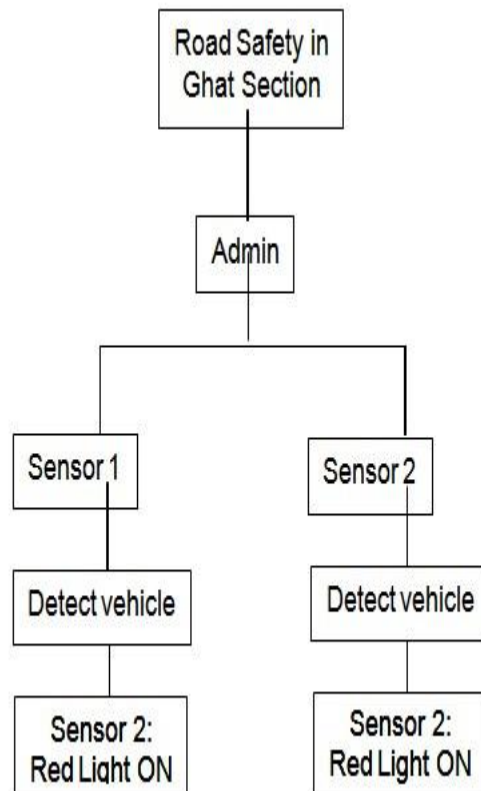 Road Safety in
Ghat Section
Admin
Sensor 1
Sensor 2
Detect vehicle
Detect vehicle
Sensor 2:
Red Light ON
Sensor 2:
Red Light ON